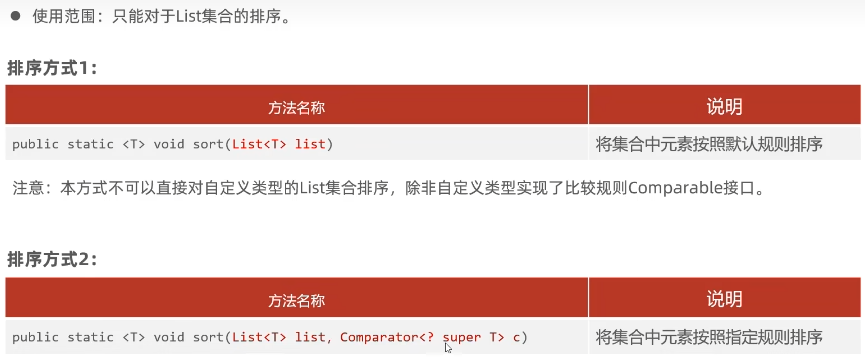 ● 使用范围：只能对于List集合的排序。
排序方式1：
方法名称 说明
public static <T> void sort(List<T> list) 将集合中元素按照默认规则排序
注意：本方式不可以直接对自定义类型的List集合排序，除非自定义类型实现了比较规则Comparable接口。
排序方式2：
方法名称 说明
public static <T> void sort(List<T> list, Comparator<? super T> c) 将集合中元素按照指定规则排序